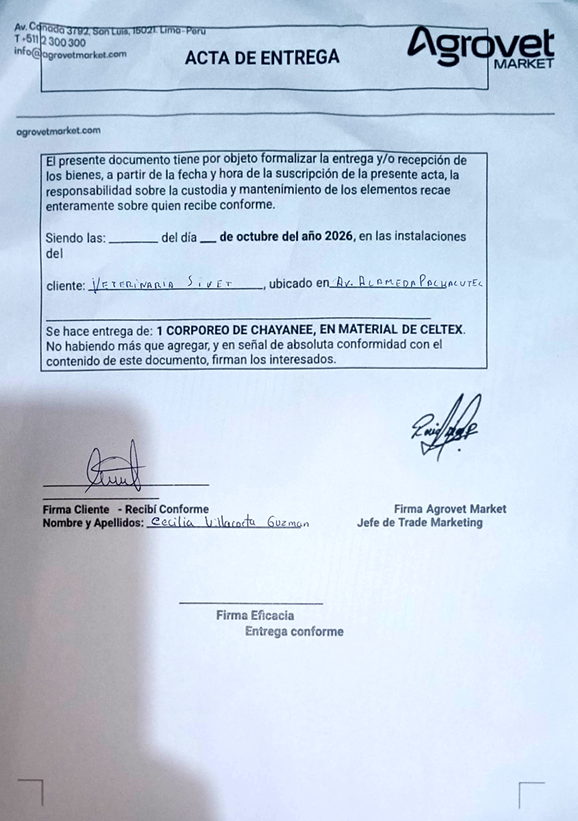 Av. Canadá 3792, San Luis, 15021. Lima - Perú
T +511 2 300 300
info@agrovetmarket.com
ACTA DE ENTREGA
Agrovet
MARKET
agrovetmarket.com
El presente documento tiene por objeto formalizar la entrega y/o recepción de
los bienes, a partir de la fecha y hora de la suscripción de la presente acta, la
responsabilidad sobre la custodia y mantenimiento de los elementos recae
enteramente sobre quien recibe conforme.
Siendo las: ________ del día ___ de octubre del año 2026, en las instalaciones
del
cliente: VETERINARIA SIVET, ubicado en AV. ALAMEDA PACHACUTEC
Se hace entrega de: 1 CORPOREO DE CHAYANEE, EN MATERIAL DE CELTEX.
No habiendo más que agregar, y en señal de absoluta conformidad con el
contenido de este documento, firman los interesados.
Firma Cliente - Recibí Conforme
Nombre y Apellidos: Cecilia Villacorta Guzman
Firma Agrovet Market
Jefe de Trade Marketing
Firma Eficacia
Entrega conforme